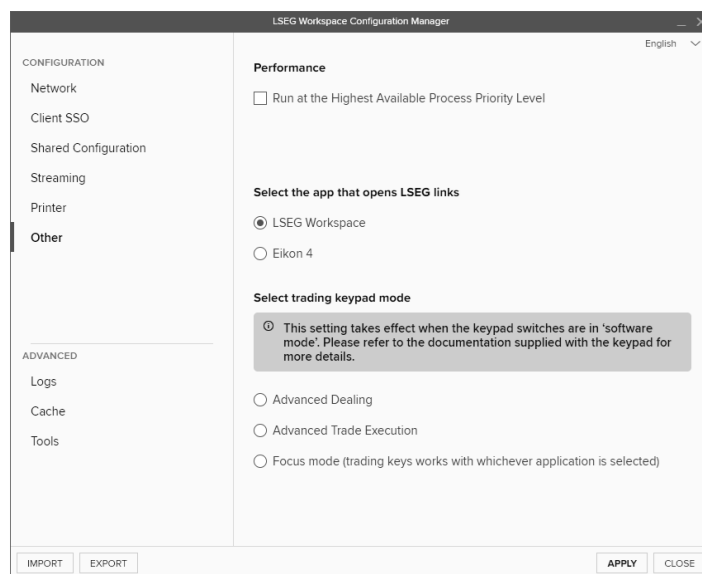 LSEG Workspace Configuration Manager
English
CONFIGURATION
Network
Client SSO
Shared Configuration
Streaming
Printer
Other
ADVANCED
Logs
Cache
Tools
Performance
Run at the Highest Available Process Priority Level
Select the app that opens LSEG links
LSEG Workspace
Eikon 4
Select trading keypad mode
This setting takes effect when the keypad switches are in ‘software
mode’. Please refer to the documentation supplied with the keypad for
more details.
Advanced Dealing
Advanced Trade Execution
Focus mode (trading keys works with whichever application is selected)
IMPORT
EXPORT
APPLY
CLOSE